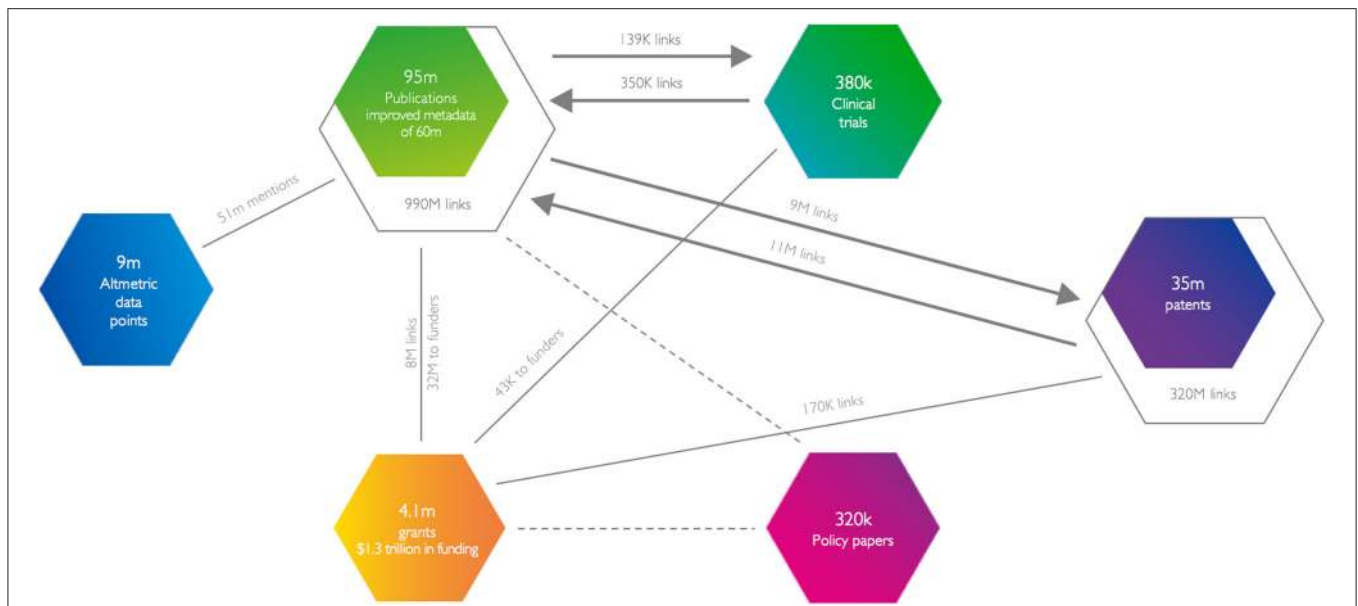 139K links
350K links
95m
Publications
improved metadata
of 60m
990M links
380k
Clinical
trials
51m mentions
9m
Altmetric
data
points
9M links
11M links
35m
patents
320M links
8M links
32M to funders
43K to funders
170K links
4.1m
grants
$1.3 trillion in funding
320k
Policy papers